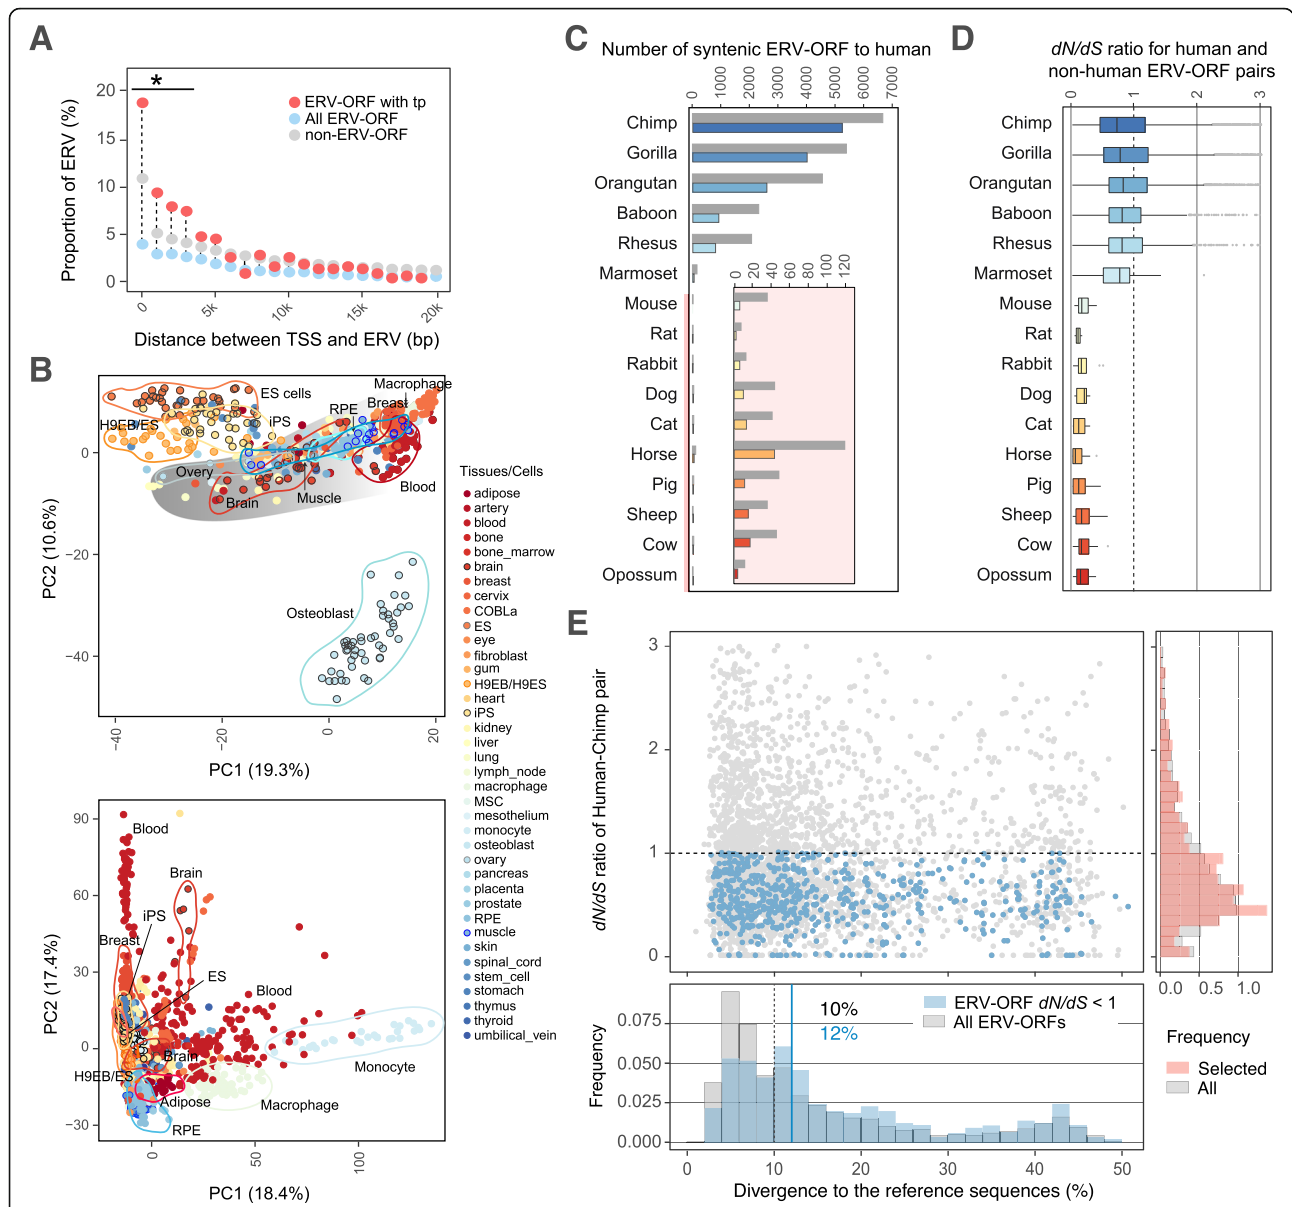 A
Proportion of ERV (%)
20
15
10
5
0
*
ERV-ORF with tp
All ERV-ORF
non-ERV-ORF
0
5k
10k
15k
20k
Distance between TSS and ERV (bp)
B
PC2 (10.6%)
0
−20
−40
ES cells
Macrophage
RPE
Breast
H9EB/ES
iPS
Overy
Brain
Muscle
Blood
Osteoblast
−40
−20
0
20
PC1 (19.3%)
PC2 (17.4%)
90
60
30
0
−30
Blood
Brain
iPS
Breast
ES
Blood
Brain
H9EB/ES
Monocyte
Adipose
Macrophage
RPE
0
50
100
PC1 (18.4%)
Tissues/Cells
adipose
artery
blood
bone
bone_marrow
brain
breast
cervix
COBLa
ES
eye
fibroblast
gum
H9EB/H9ES
heart
iPS
kidney
liver
lung
lymph_node
macrophage
MSC
mesothelium
monocyte
osteoblast
ovary
pancreas
placenta
prostate
RPE
muscle
skin
spinal_cord
stem_cell
stomach
thymus
thyroid
umbilical_vein
C
Number of syntenic ERV-ORF to human
0
1000
2000
3000
4000
5000
6000
7000
Chimp
Gorilla
Orangutan
Baboon
Rhesus
Marmoset
Mouse
Rat
Rabbit
Dog
Cat
Horse
Pig
Sheep
Cow
Opossum
0
20
40
60
80
100
120
D
dN/dS ratio for human and
non-human ERV-ORF pairs
0
1
2
3
Chimp
Gorilla
Orangutan
Baboon
Rhesus
Marmoset
Mouse
Rat
Rabbit
Dog
Cat
Horse
Pig
Sheep
Cow
Opossum
E
dN/dS ratio of Human-Chimp pair
3
2
1
0
0.0
0.5
1.0
Frequency
Selected
All
Frequency
0.075
0.050
0.025
0.000
10%
12%
ERV-ORF dN/dS < 1
All ERV-ORFs
0
10
20
30
40
50
Divergence to the reference sequences (%)